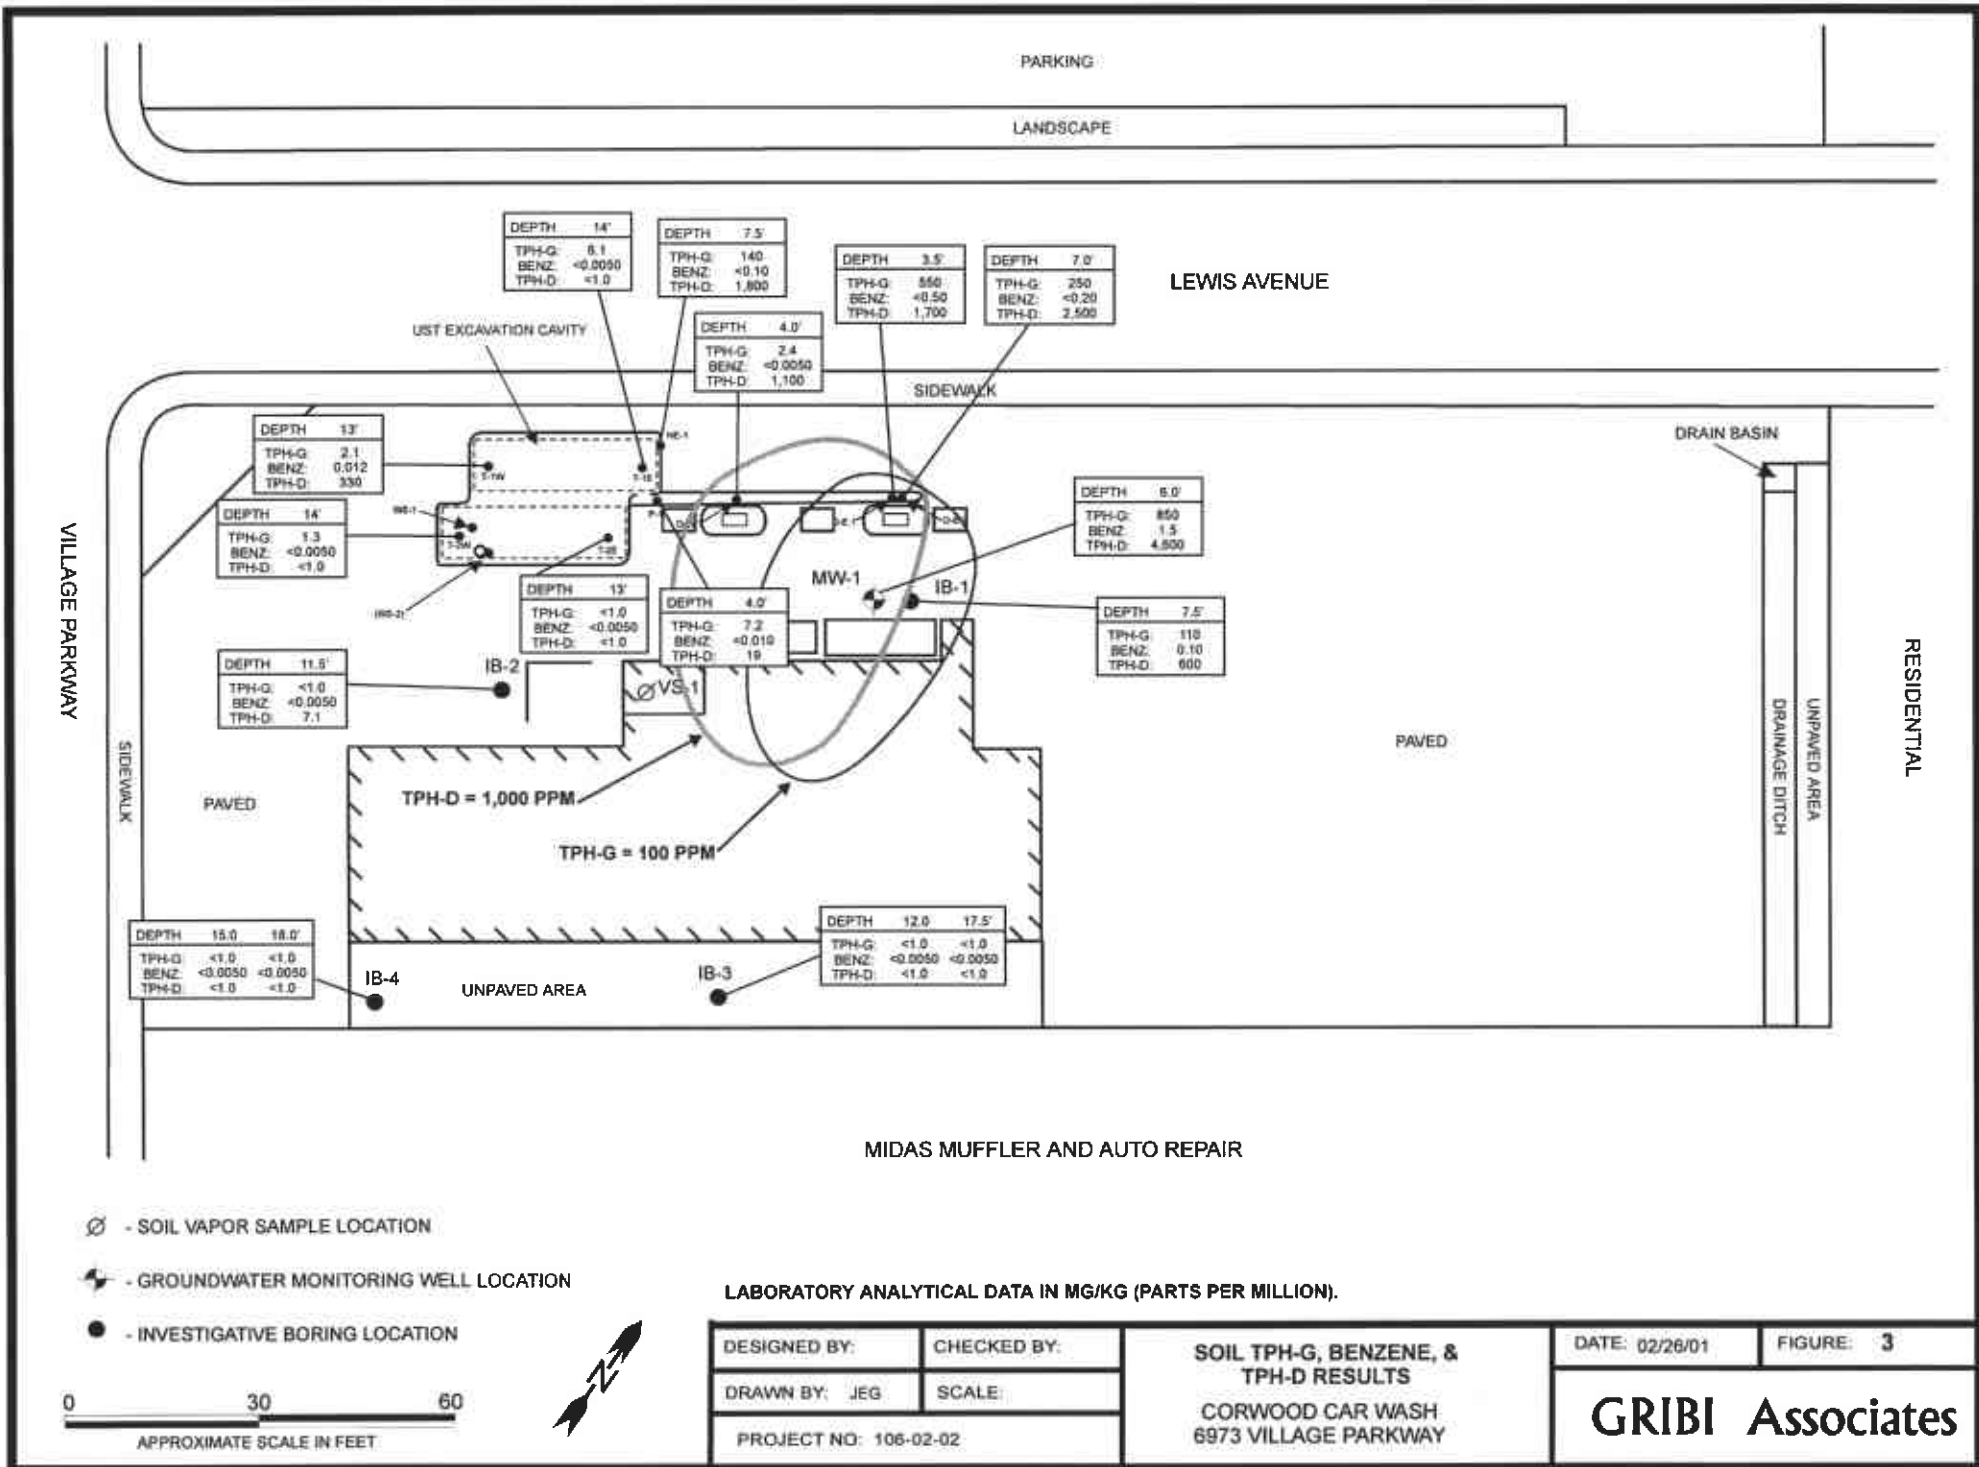 PARKING
LANDSCAPE
LEWIS AVENUE
DEPTH 14'
TPH-G: 6.1
BENZ: <0.0050
TPH-D: <1.0
DEPTH 7.5'
TPH-G: 140
BENZ: <0.10
TPH-D: 1,800
DEPTH 3.5'
TPH-G: 550
BENZ: <0.50
TPH-D: 1,700
DEPTH 7.0'
TPH-G: 250
BENZ: <0.20
TPH-D: 2,500
UST EXCAVATION CAVITY
DEPTH 4.0'
TPH-G: 2.4
BENZ: <0.0050
TPH-D: 1,100
SIDEWALK
DEPTH 13'
TPH-G: 2.1
BENZ: 0.012
TPH-D: 330
NE-1
T-1W
T-1E
DRAIN BASIN
DEPTH 14'
TPH-G: 1.3
BENZ: <0.0050
TPH-D: <1.0
T-2W
T-2E
DEPTH 6.0'
TPH-G: 850
BENZ: 1.5
TPH-D: 4,600
MW-1
IB-1
DEPTH 13'
TPH-G: <1.0
BENZ: <0.0050
TPH-D: <1.0
DEPTH 4.0'
TPH-G: 7.2
BENZ: <0.010
TPH-D: 19
DEPTH 7.5'
TPH-G: 110
BENZ: 0.10
TPH-D: 600
VILLAGE PARKWAY
SIDEWALK
DEPTH 11.5'
TPH-G: <1.0
BENZ: <0.0050
TPH-D: 7.1
IB-2
VS-1
PAVED
PAVED
DRAINAGE DITCH
UNPAVED AREA
RESIDENTIAL
TPH-D = 1,000 PPM
TPH-G = 100 PPM
DEPTH 15.0 18.0'
TPH-G: <1.0 <1.0
BENZ: <0.0050 <0.0050
TPH-D: <1.0 <1.0
IB-4
UNPAVED AREA
IB-3
DEPTH 12.0 17.5'
TPH-G: <1.0 <1.0
BENZ: <0.0050 <0.0050
TPH-D: <1.0 <1.0
MIDAS MUFFLER AND AUTO REPAIR
- SOIL VAPOR SAMPLE LOCATION
- GROUNDWATER MONITORING WELL LOCATION
- INVESTIGATIVE BORING LOCATION
0 30 60
APPROXIMATE SCALE IN FEET
N
LABORATORY ANALYTICAL DATA IN MG/KG (PARTS PER MILLION).
DESIGNED BY:
CHECKED BY:
DRAWN BY: JEG
SCALE:
PROJECT NO: 106-02-02
SOIL TPH-G, BENZENE, &
TPH-D RESULTS
CORWOOD CAR WASH
6973 VILLAGE PARKWAY
DATE: 02/26/01
FIGURE: 3
GRIBI Associates